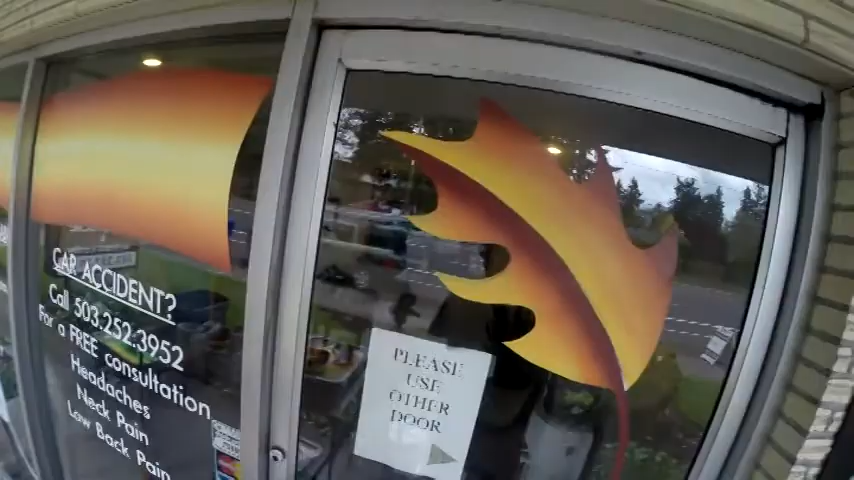 CAR ACCIDENT?
Call 503.252.3952
For a FREE consultation
Headaches
Neck Pain
Low Back Pain
PLEASE
USE
OTHER
DOOR